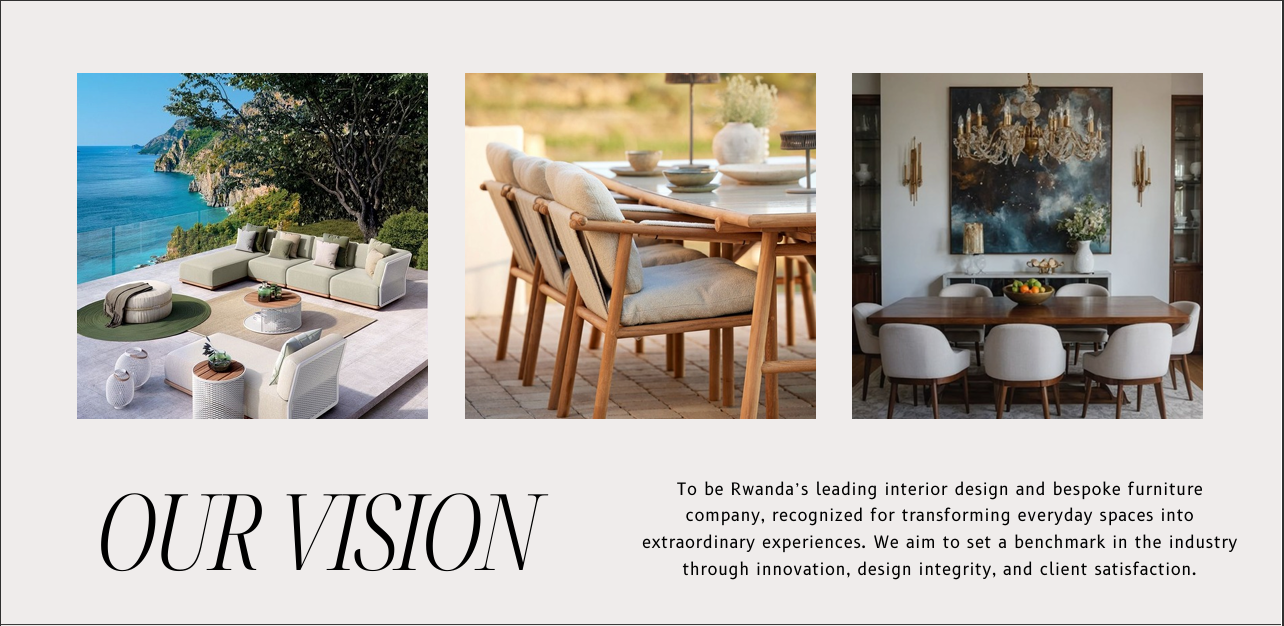 OUR VISION
To be Rwanda's leading interior design and bespoke furniture
company, recognized for transforming everyday spaces into
extraordinary experiences. We aim to set a benchmark in the industry
through innovation, design integrity, and client satisfaction.